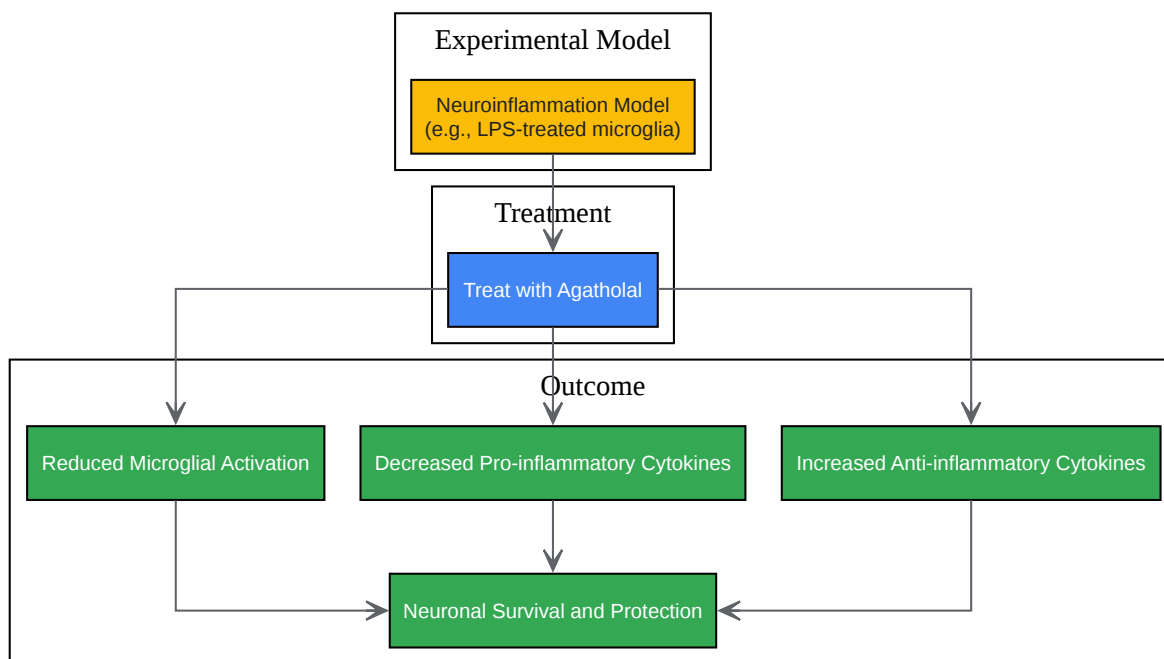 Experimental Model
Neuroinflammation Model
(e.g., LPS-treated microglia)
Treatment
Treat with Agatholal
Outcome
Reduced Microglial Activation
Decreased Pro-inflammatory Cytokines
Increased Anti-inflammatory Cytokines
Neuronal Survival and Protection